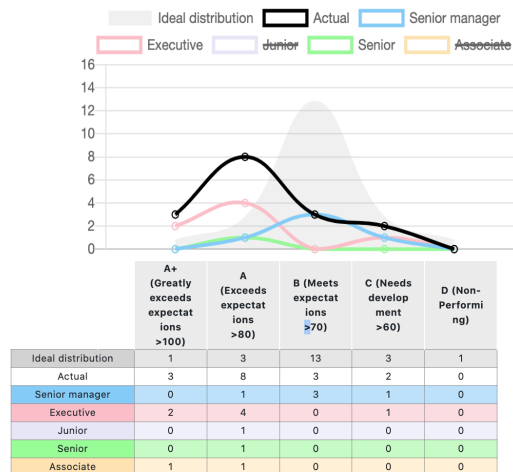 Ideal distribution Actual Senior manager
Executive Junior Senior Associate
16
14
12
10
8
6
4
2
0
A+
(Greatly
exceeds
expectat
ions
>100)
A
(Exceeds
expectat
ions
>80)
B (Meets
expectat
ions
>70)
C (Needs
develop
ment
>60)
D (Non-
Performi
ng)
Ideal distribution 1 3 13 3 1
Actual 3 8 3 2 0
Senior manager 0 1 3 1 0
Executive 2 4 0 1 0
Junior 0 1 0 0 0
Senior 0 1 0 0 0
Associate 1 1 0 0 0